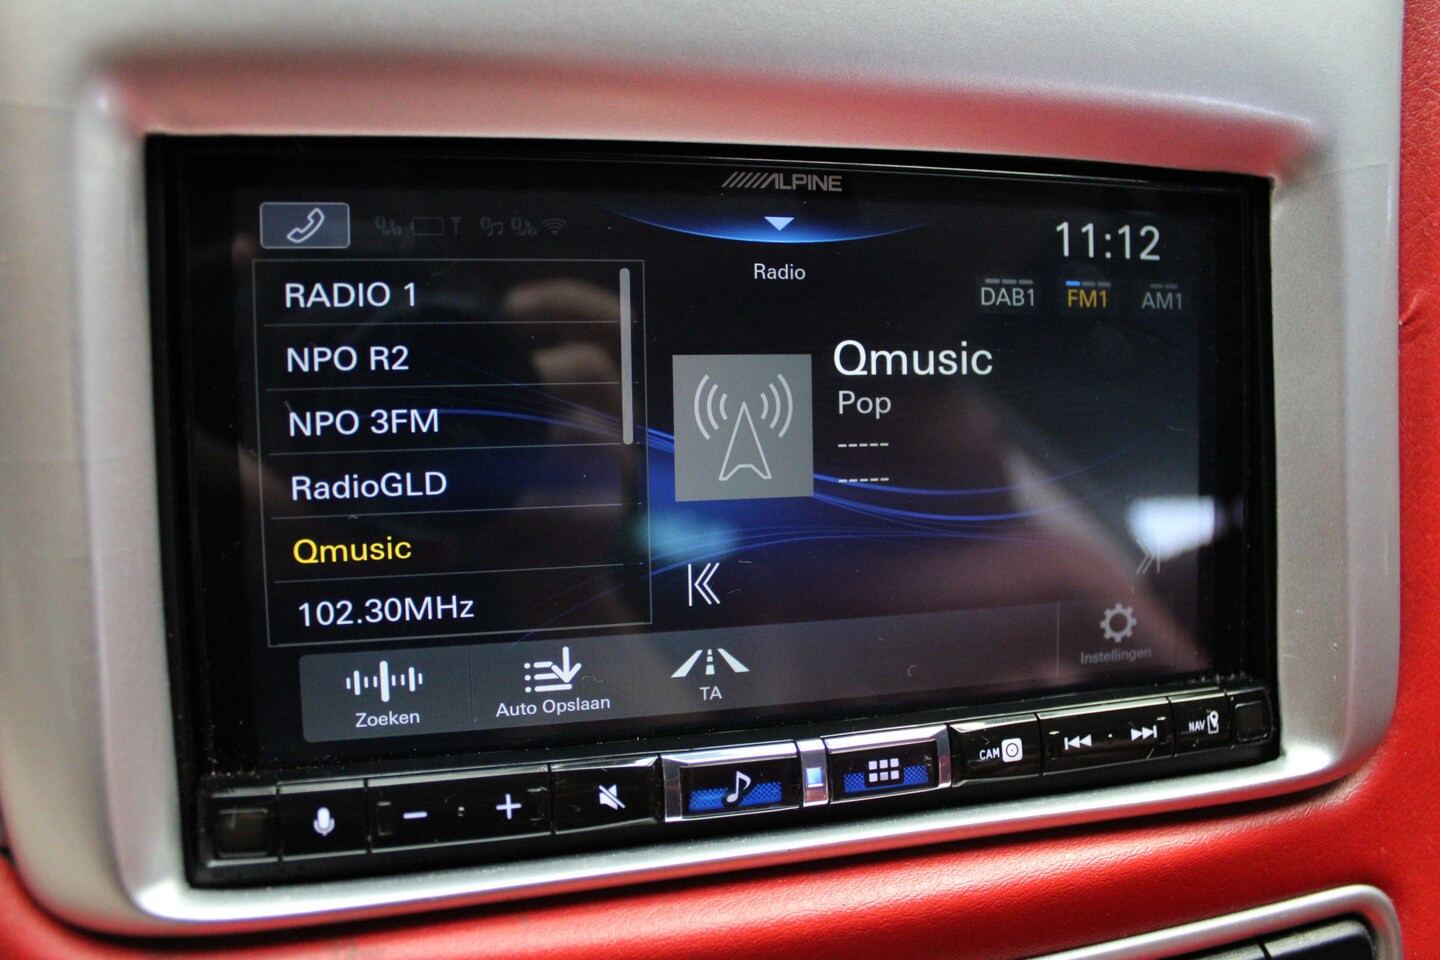 ALPINE
11:12
Radio
DAB1 FM1 AM1
RADIO 1
NPO R2
NPO 3FM
RadioGLD
Qmusic
102.30MHz
Qmusic
Pop
-----
-----
Zoeken
Auto Opslaan
TA
Instellingen
CAM
NAV